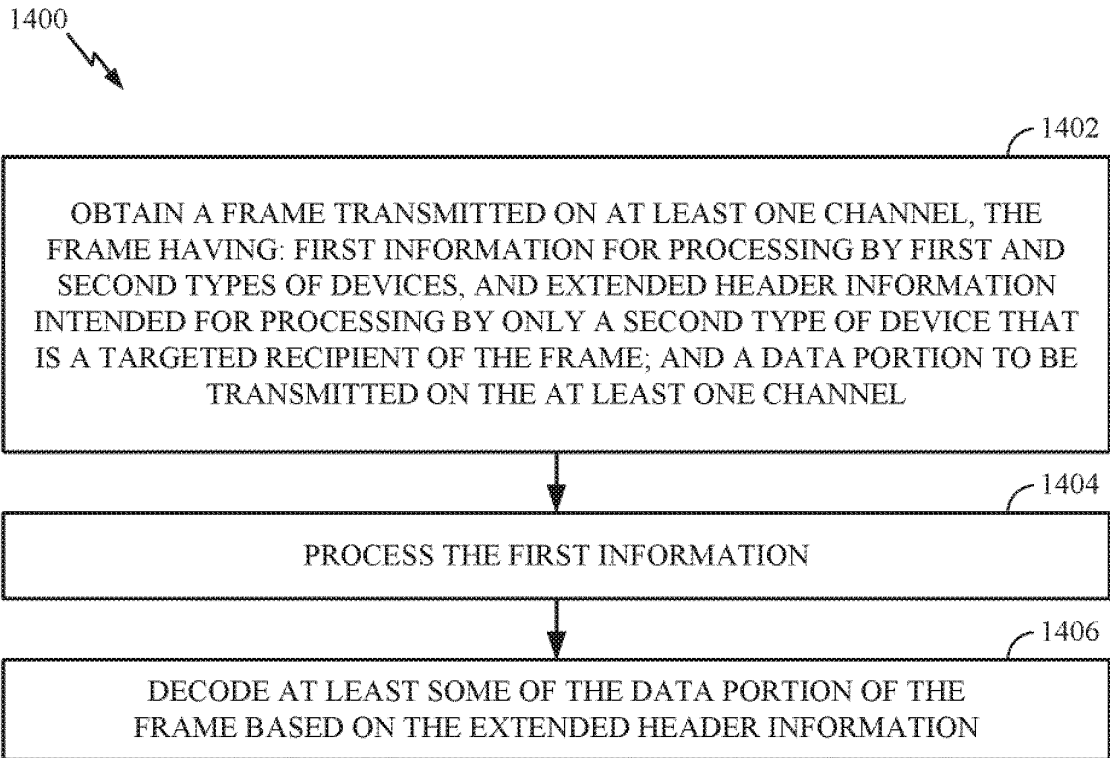 1400
1402
OBTAIN A FRAME TRANSMITTED ON AT LEAST ONE CHANNEL, THE
FRAME HAVING: FIRST INFORMATION FOR PROCESSING BY FIRST AND
SECOND TYPES OF DEVICES, AND EXTENDED HEADER INFORMATION
INTENDED FOR PROCESSING BY ONLY A SECOND TYPE OF DEVICE THAT
IS A TARGETED RECIPIENT OF THE FRAME; AND A DATA PORTION TO BE
TRANSMITTED ON THE AT LEAST ONE CHANNEL
1404
PROCESS THE FIRST INFORMATION
1406
DECODE AT LEAST SOME OF THE DATA PORTION OF THE
FRAME BASED ON THE EXTENDED HEADER INFORMATION